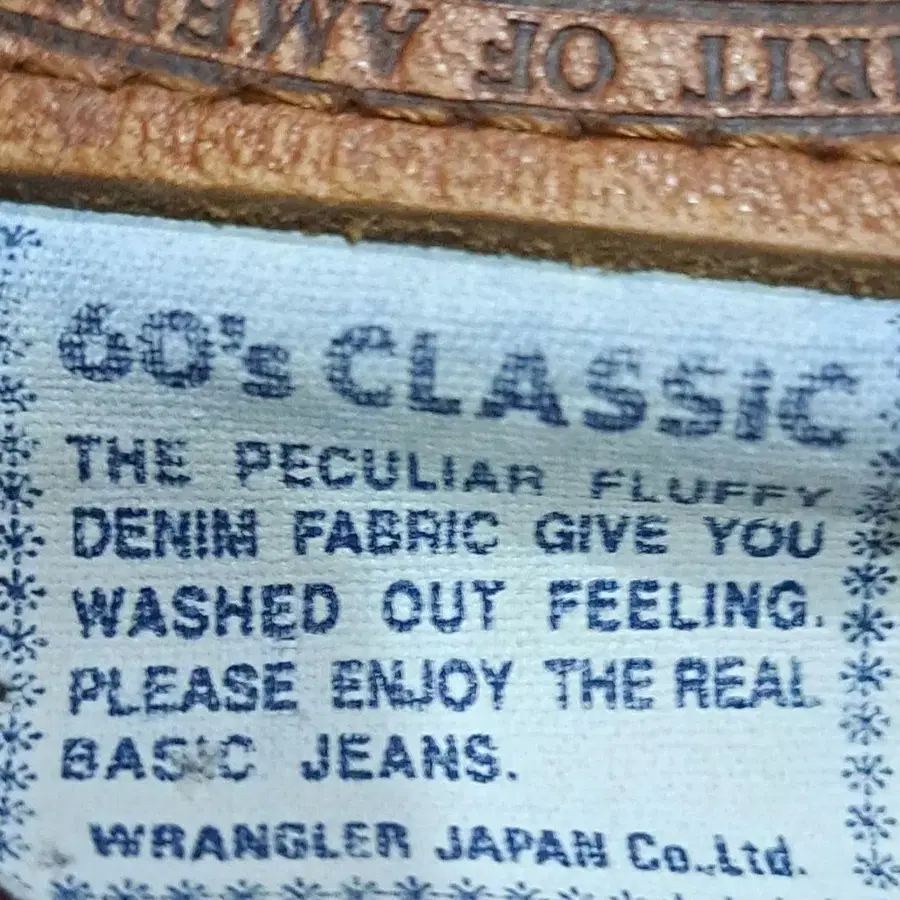 RIT OF AMER
60's CLASSIC
THE PECULIAR FLUFFY
DENIM FABRIC GIVE YOU
WASHED OUT FEELING.
PLEASE ENJOY THE REAL
BASIC JEANS.
WRANGLER JAPAN Co.,Ltd.